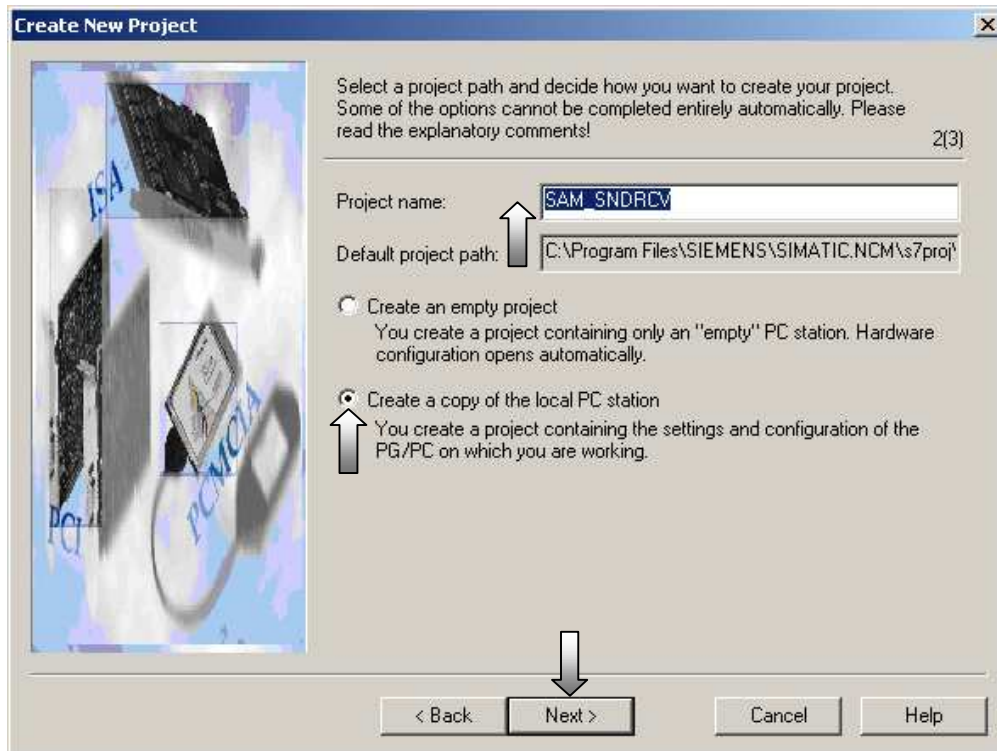 Create New Project
Select a project path and decide how you want to create your project.
Some of the options cannot be completed entirely automatically. Please
read the explanatory comments!
2(3)
Project name:
SAM_SNDRCV
Default project path:
C:\Program Files\SIEMENS\SIMATIC.NCM\s7proj\
Create an empty project
You create a project containing only an "empty" PC station. Hardware
configuration opens automatically.
Create a copy of the local PC station
You create a project containing the settings and configuration of the
PG/PC on which you are working.
ISA
PCI
PCMCIA
< Back
Next >
Cancel
Help